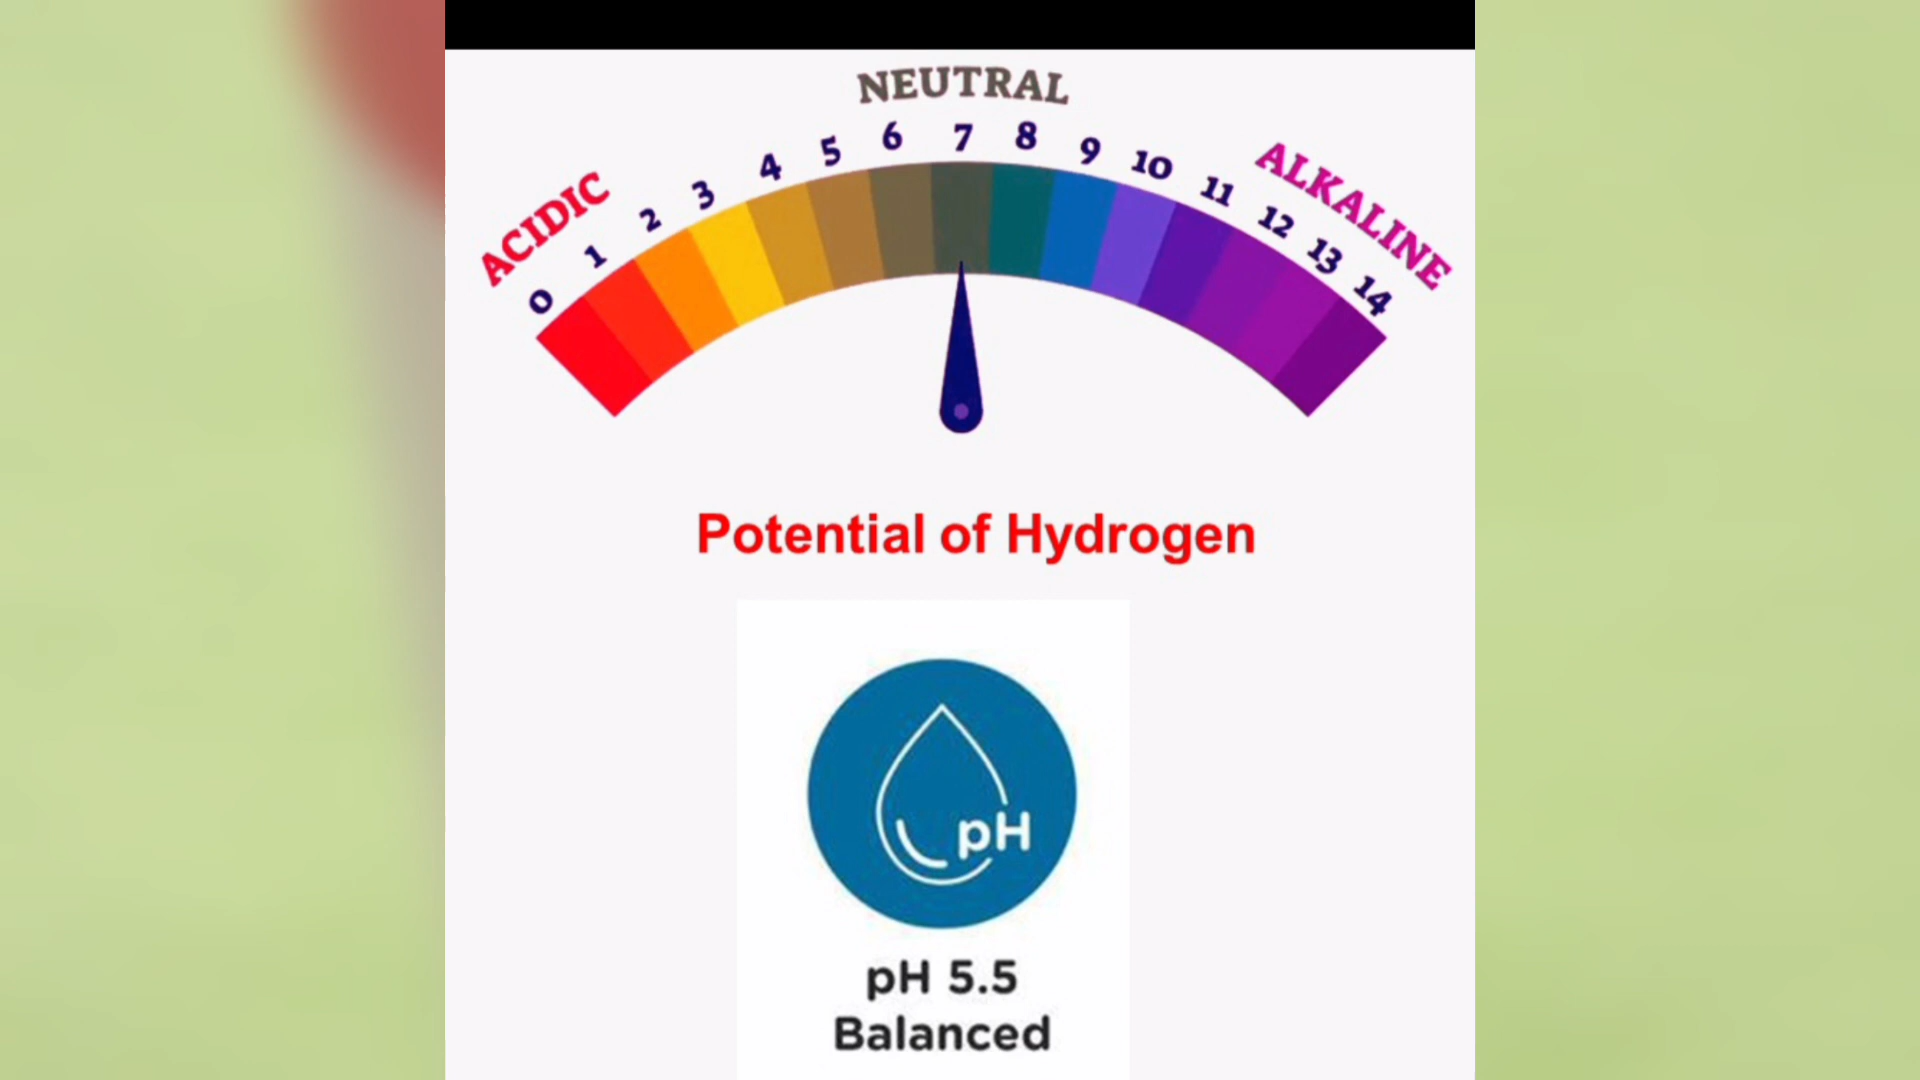 NEUTRAL
ACIDIC
ALKALINE
0 1 2 3 4 5 6 7 8 9 10 11 12 13 14
Potential of Hydrogen
pH
pH 5.5
Balanced